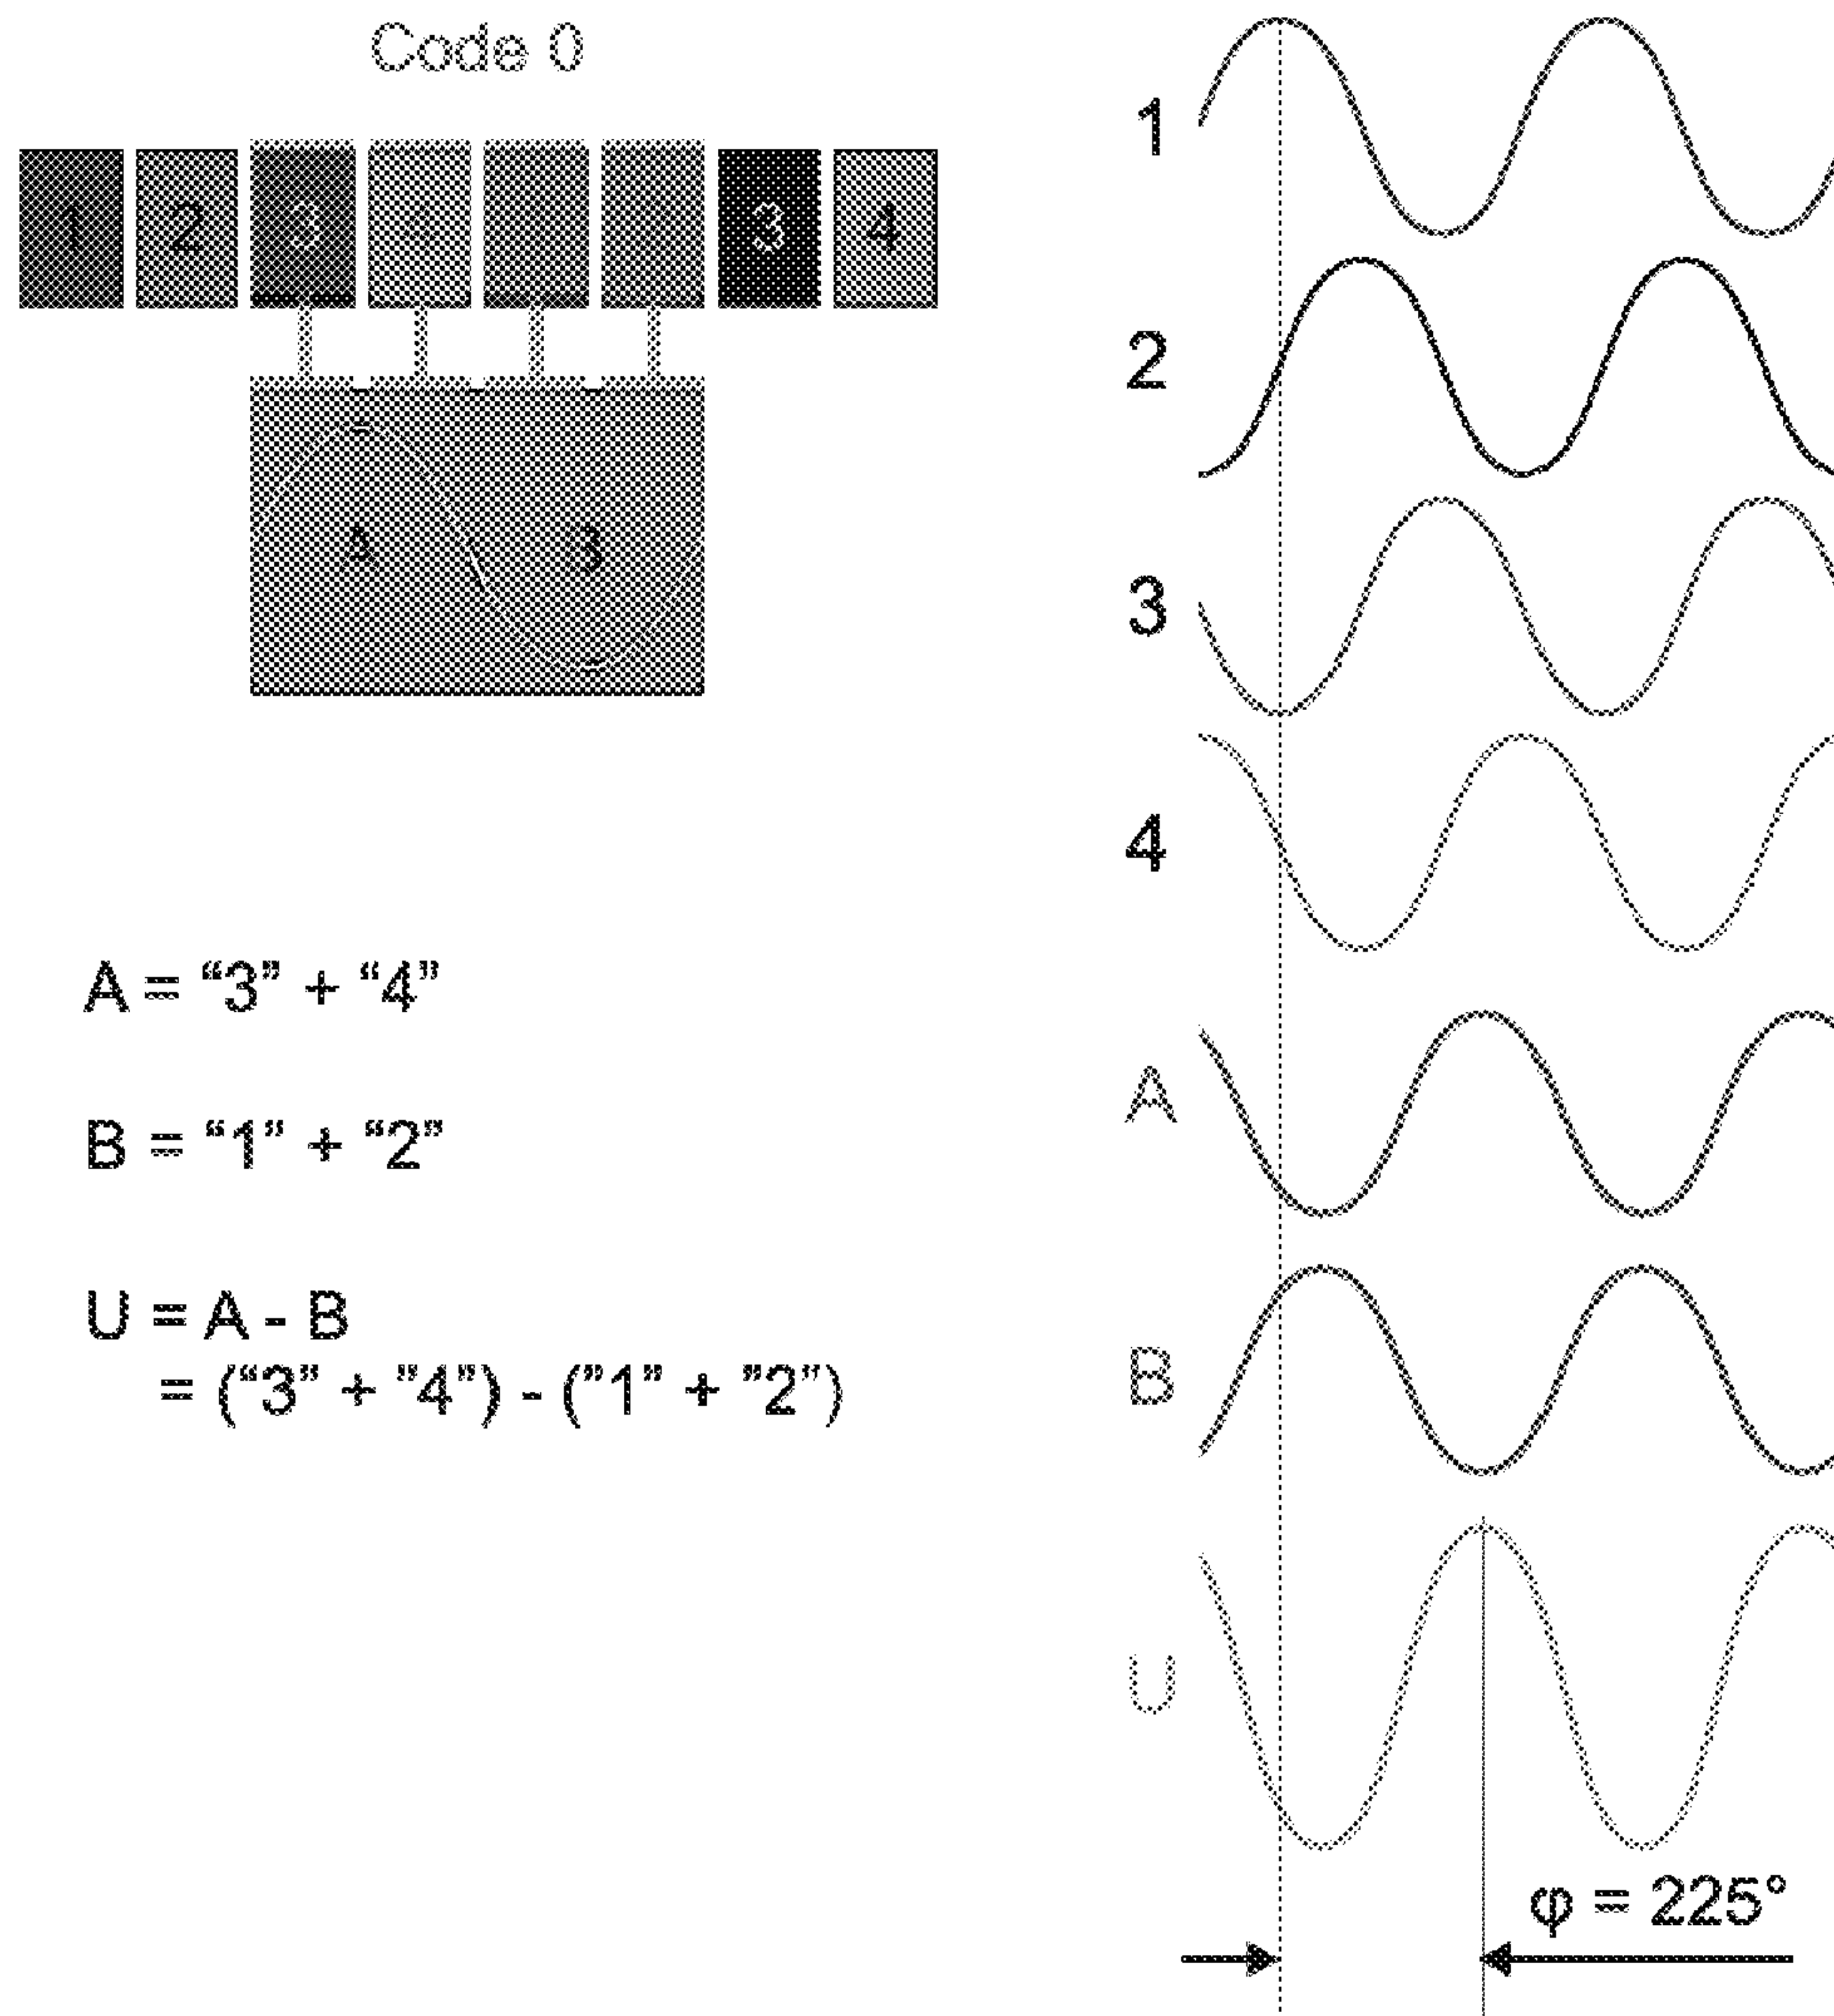 Code 0
1 2 3 3 4
A = “3” + “4”
B = “1” + “2”
U = A - B
= (“3” + ”4”) - (”1” + ”2”)
1
2
3
4
A
B
U
φ = 225°